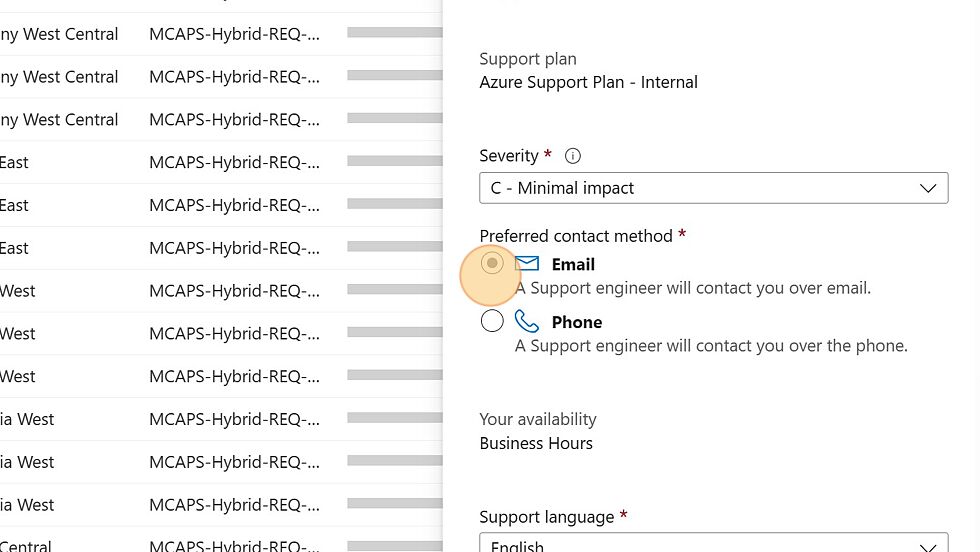 ny West Central MCAPS-Hybrid-REQ-...
ny West Central MCAPS-Hybrid-REQ-...
ny West Central MCAPS-Hybrid-REQ-...
East MCAPS-Hybrid-REQ-...
East MCAPS-Hybrid-REQ-...
East MCAPS-Hybrid-REQ-...
West MCAPS-Hybrid-REQ-...
West MCAPS-Hybrid-REQ-...
West MCAPS-Hybrid-REQ-...
ia West MCAPS-Hybrid-REQ-...
ia West MCAPS-Hybrid-REQ-...
ia West MCAPS-Hybrid-REQ-...
Central MCAPS-Hybrid-REQ-...
Support plan
Azure Support Plan - Internal
Severity *
C - Minimal impact
Preferred contact method *
Email
A Support engineer will contact you over email.
Phone
A Support engineer will contact you over the phone.
Your availability
Business Hours
Support language *
English